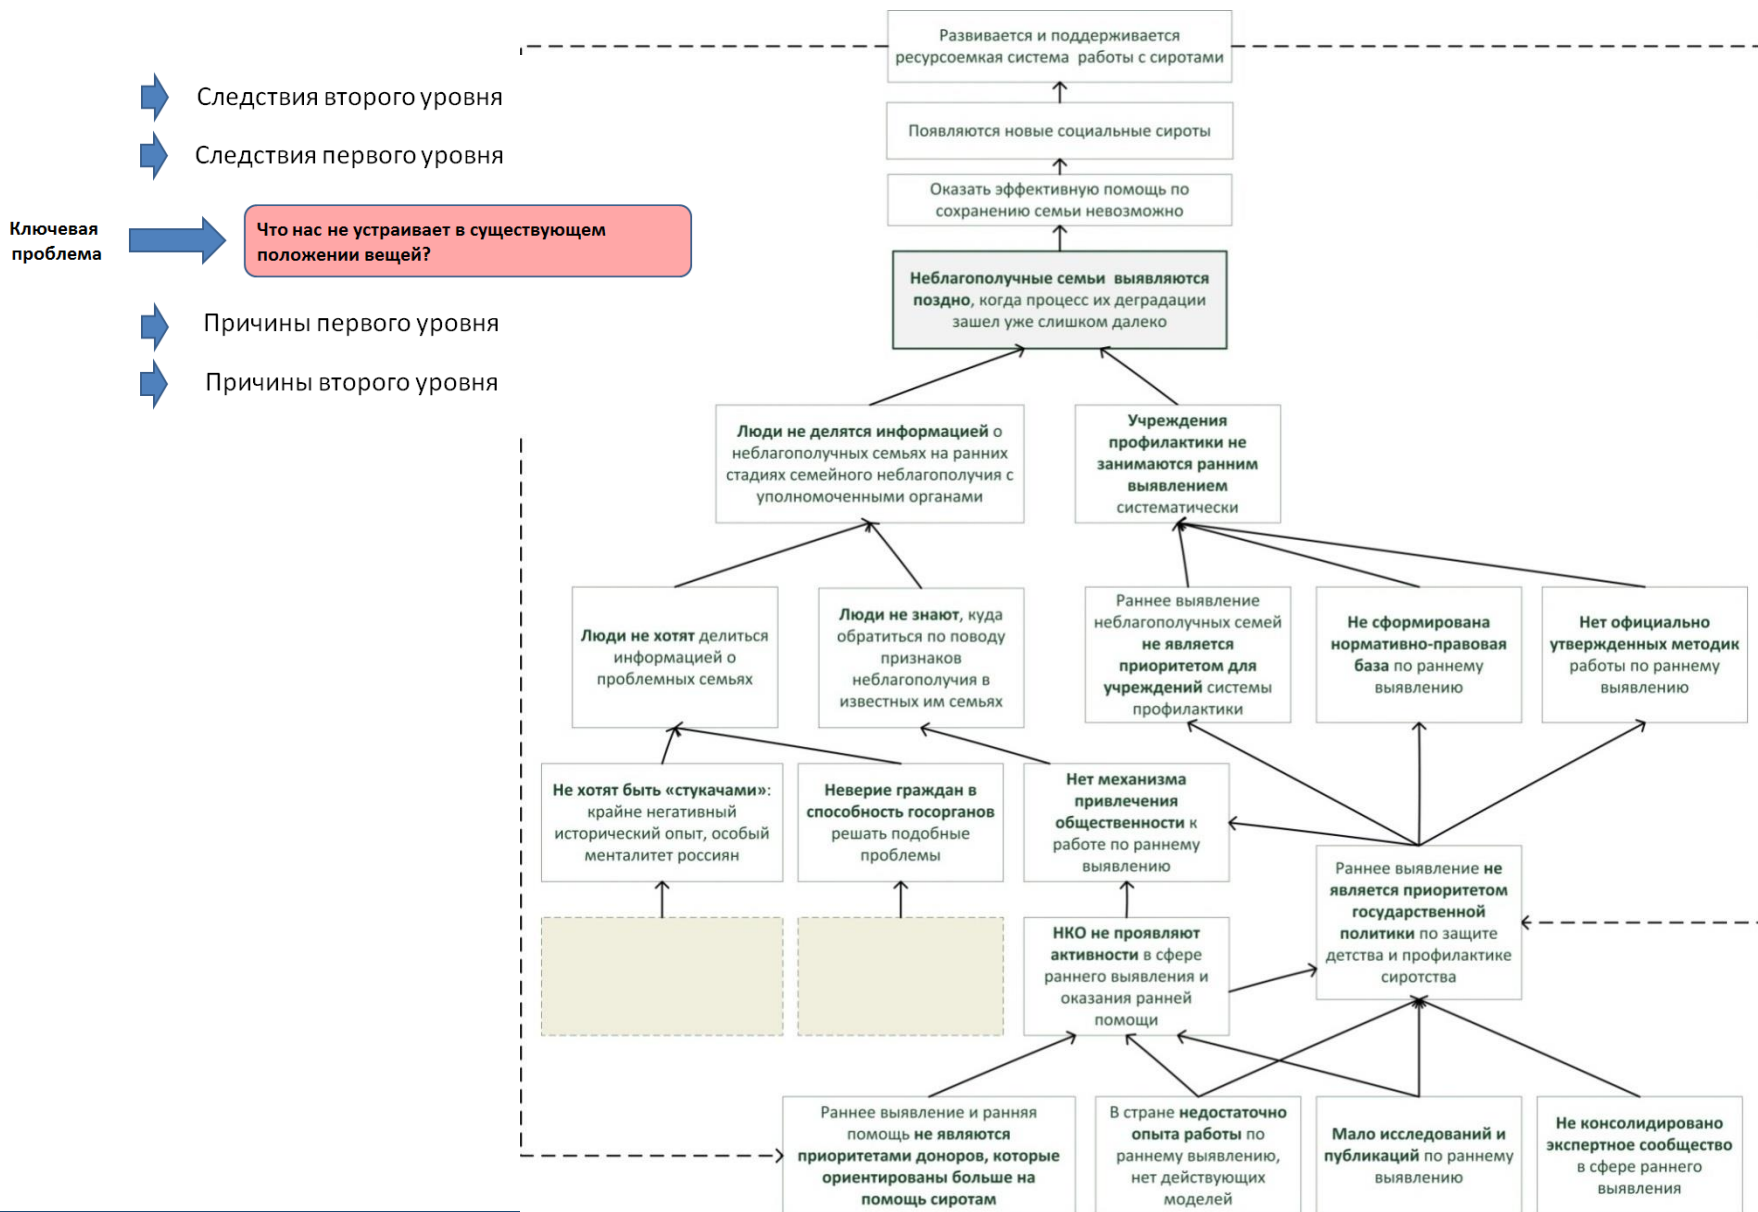 Следствия второго уровня
Следствия первого уровня
Ключевая
проблема
Что нас не устраивает в существующем
положении вещей?
Причины первого уровня
Причины второго уровня
Развивается и поддерживается
ресурсоемкая система работы с сиротами
Появляются новые социальные сироты
Оказать эффективную помощь по
сохранению семьи невозможно
Неблагополучные семьи выявляются
поздно, когда процесс их деградации
зашел уже слишком далеко
Люди не делятся информацией о
неблагополучных семьях на ранних
стадиях семейного неблагополучия с
уполномоченными органами
Учреждения
профилактики не
занимаются ранним
выявлением
систематически
Люди не хотят делиться
информацией о
проблемных семьях
Люди не знают, куда
обратиться по поводу
признаков
неблагополучия в
известных им семьях
Раннее выявление
неблагополучных семей
не является
приоритетом для
учреждений системы
профилактики
Не сформирована
нормативно-правовая
база по раннему
выявлению
Нет официально
утвержденных методик
работы по раннему
выявлению
Не хотят быть «стукачами»:
крайне негативный
исторический опыт, особый
менталитет россиян
Неверие граждан в
способность госорганов
решать подобные
проблемы
Нет механизма
привлечения
общественности к
работе по раннему
выявлению
Раннее выявление не
является приоритетом
государственной
политики по защите
детства и профилактике
сиротства
НКО не проявляют
активности в сфере
раннего выявления и
оказания ранней
помощи
Раннее выявление и ранняя
помощь не являются
приоритетами доноров, которые
ориентированы больше на
помощь сиротам
В стране недостаточно
опыта работы по
раннему выявлению,
нет действующих
моделей
Мало исследований и
публикаций по раннему
выявлению
Не консолидировано
экспертное сообщество
в сфере раннего
выявления